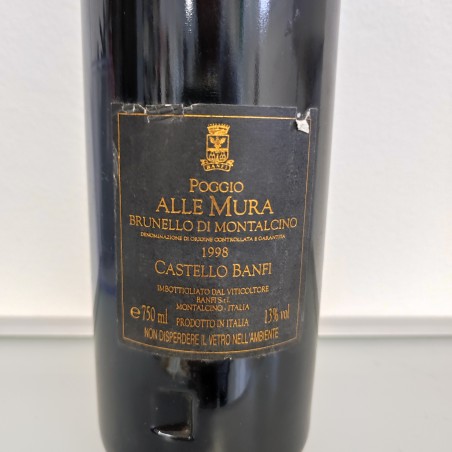 BANFI
POGGIO
ALLE MURA
BRUNELLO DI MONTALCINO
DENOMINAZIONE DI ORIGINE CONTROLLATA E GARANTITA
1998
CASTELLO BANFI
IMBOTTIGLIATO DAL VITICOLTORE
BANFI S.r.l.
MONTALCINO - ITALIA
e 750 ml PRODOTTO IN ITALIA 13% vol
NON DISPERDERE IL VETRO NELL'AMBIENTE